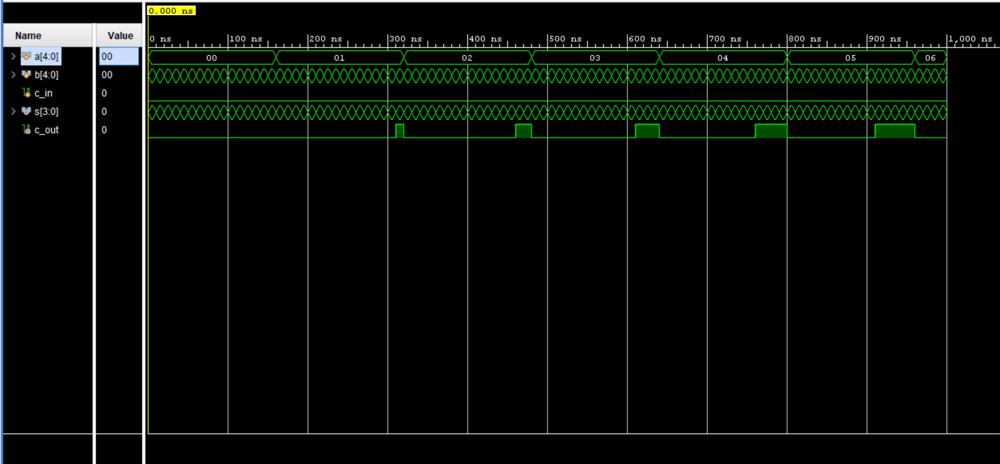 0.000 ns
Name Value
0 ns 100 ns 200 ns 300 ns 400 ns 500 ns 600 ns 700 ns 800 ns 900 ns 1,000 ns
a[4:0] 00 00 01 02 03 04 05 06
b[4:0] 00
c_in 0
s[3:0] 0
c_out 0